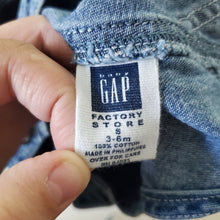 baby
GAP
FACTORY
STORE
S
3-6m
100% COTTON
MADE IN PHILIPPINES
OVER FOR CARE